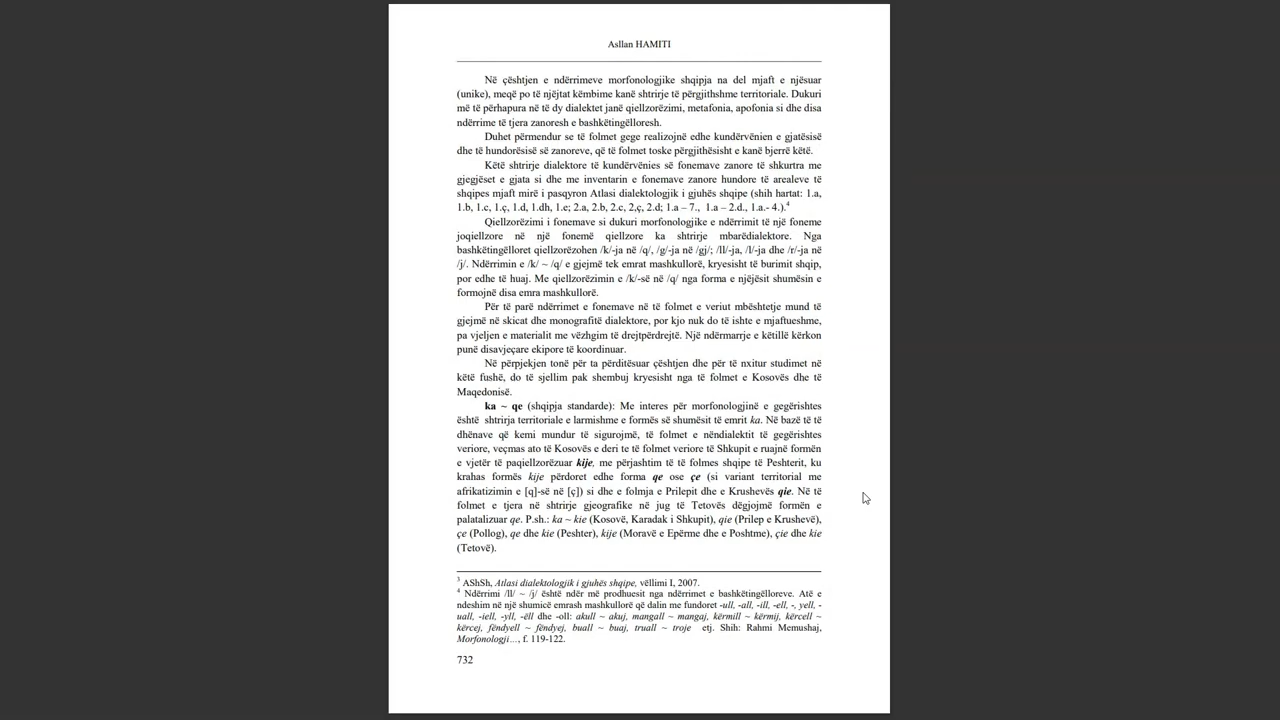 Asllan HAMITI
Në çështjen e ndërrimeve morfonologjike shqipja na del mjaft e njësuar
(unike), meqë po të njëjtat këmbime kanë shtrirje të përgjithshme territoriale. Dukuri
më të përhapura në të dy dialektet janë qiellzorëzimi, metafonia, apofonia si dhe disa
ndërrime të tjera zanoresh e bashkëtingëlloresh.
Duhet përmendur se të folmet gege realizojnë edhe kundërvënien e gjatësisë
dhe të hundorësisë së zanoreve, që të folmet toske përgjithësisht e kanë bjerrë këtë.
Këtë shtrirje dialektore të kundërvënies së fonemave zanore të shkurtra me
gjegjëset e gjata si dhe me inventarin e fonemave zanore hundore të arealeve të
shqipes mjaft mirë i pasqyron Atlasi dialektologjik i gjuhës shqipe (shih hartat: 1.a,
1.b, 1.c, 1.ç, 1.d, 1.dh, 1.e; 2.a, 2.b, 2.c, 2,ç, 2.d; 1.a – 7., 1.a – 2.d., 1.a.- 4.).4
Qiellzorëzimi i fonemave si dukuri morfonologjike e ndërrimit të një foneme
joqiellzore në një fonemë qiellzore ka shtrirje mbarëdialektore. Nga
bashkëtingëlloret qiellzorëzohen /k/-ja në /q/, /g/-ja në /gj/; /ll/-ja, /l/-ja dhe /r/-ja në
/j/. Ndërrimin e /k/ ~ /q/ e gjejmë tek emrat mashkullorë, kryesisht të burimit shqip,
por edhe të huaj. Me qiellzorëzimin e /k/-së në /q/ nga forma e njëjësit shumësin e
formojnë disa emra mashkullorë.
Për të parë ndërrimet e fonemave në të folmet e veriut mbështetje mund të
gjejmë në skicat dhe monografitë dialektore, por kjo nuk do të ishte e mjaftueshme,
pa vjeljen e materialit me vëzhgim të drejtpërdrejtë. Një ndërmarrje e këtillë kërkon
punë disavjeçare ekipore të koordinuar.
Në përpjekjen tonë për ta përditësuar çështjen dhe për të nxitur studimet në
këtë fushë, do të sjellim pak shembuj kryesisht nga të folmet e Kosovës dhe të
Maqedonisë.
ka ~ qe (shqipja standarde): Me interes për morfonologjinë e gegërishtes
është shtrirja territoriale e larmishme e formës së shumësit të emrit ka. Në bazë të të
dhënave që kemi mundur të sigurojmë, të folmet e nëndialektit të gegërishtes
veriore, veçmas ato të Kosovës e deri te të folmet veriore të Shkupit e ruajnë formën
e vjetër të paqiellzorëzuar kije, me përjashtim të të folmes shqipe të Peshterit, ku
krahas formës kije përdoret edhe forma qe ose çe (si variant territorial me
afrikatizimin e [q]-së në [ç]) si dhe e folmja e Prilepit dhe e Krushevës qie. Në të
folmet e tjera në shtrirje gjeografike në jug të Tetovës dëgjojmë formën e
palatalizuar qe. P.sh.: ka ~ kie (Kosovë, Karadak i Shkupit), qie (Prilep e Krushevë),
çe (Pollog), qe dhe kie (Peshter), kije (Moravë e Epërme dhe e Poshtme), çie dhe kie
(Tetovë).
3 AShSh, Atlasi dialektologjik i gjuhës shqipe, vëllimi I, 2007.
4 Ndërrimi /ll/ ~ /j/ është ndër më prodhuesit nga ndërrimet e bashkëtingëlloreve. Atë e
ndeshim në një shumicë emrash mashkullorë që dalin me fundoret -ull, -all, -ill, -ell, -, yell, -
uall, -iell, -yll, -ëll dhe -oll: akull ~ akuj, mangall ~ mangaj, kërmill ~ kërmij, kërcell ~
kërcej, fëndyell ~ fëndyej, buall ~ buaj, truall ~ troje etj. Shih: Rahmi Memushaj,
Morfonologji…, f. 119-122.
732